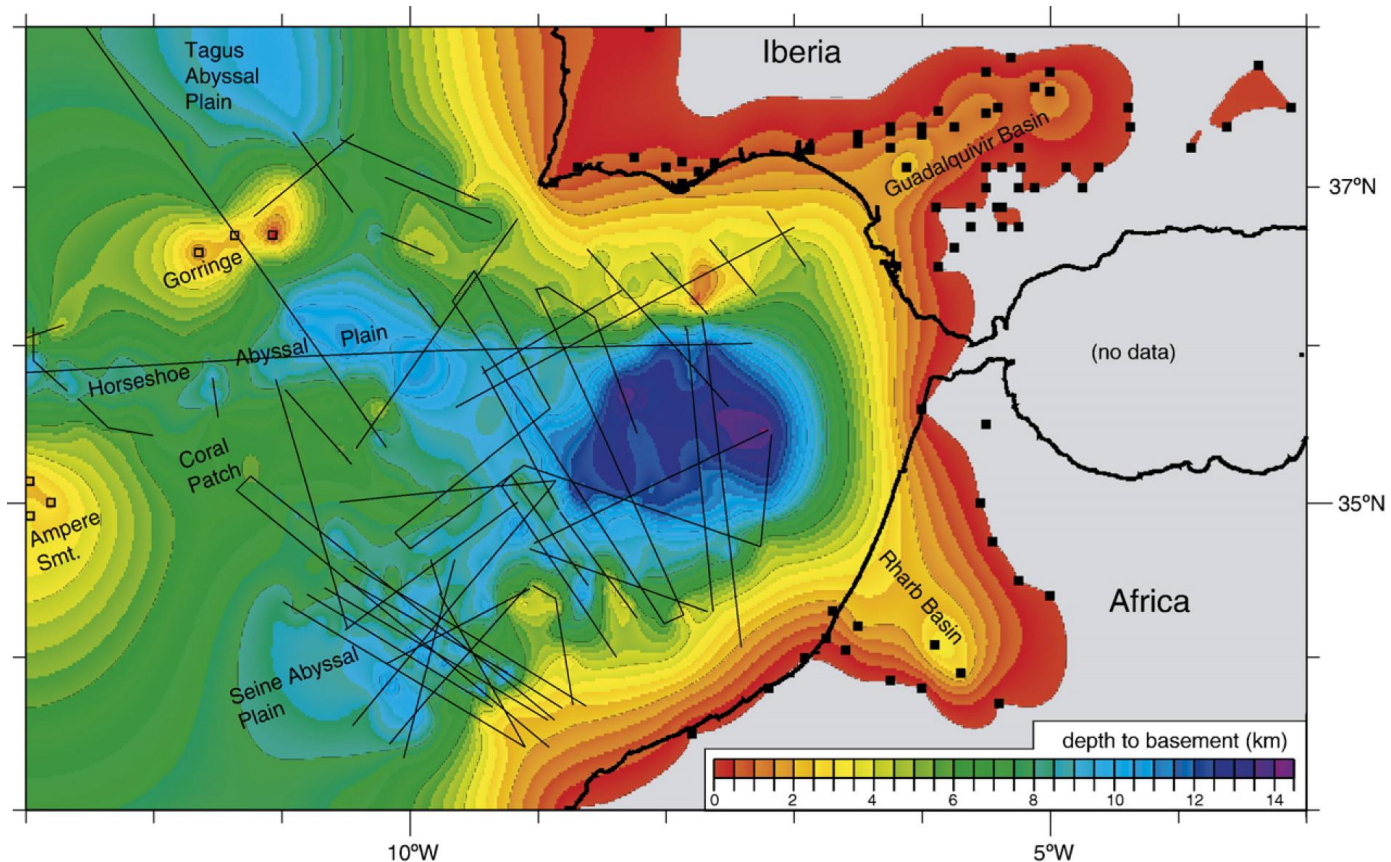 Tagus
Abyssal
Plain
Iberia
Guadalquivir Basin
37ºN
Gorringe
Horseshoe Abyssal Plain
(no data)
Coral
Patch
35ºN
Ampere
Smt.
Rharb Basin
Africa
Seine Abyssal
Plain
depth to basement (km)
0 2 4 6 8 10 12 14
10ºW 5ºW